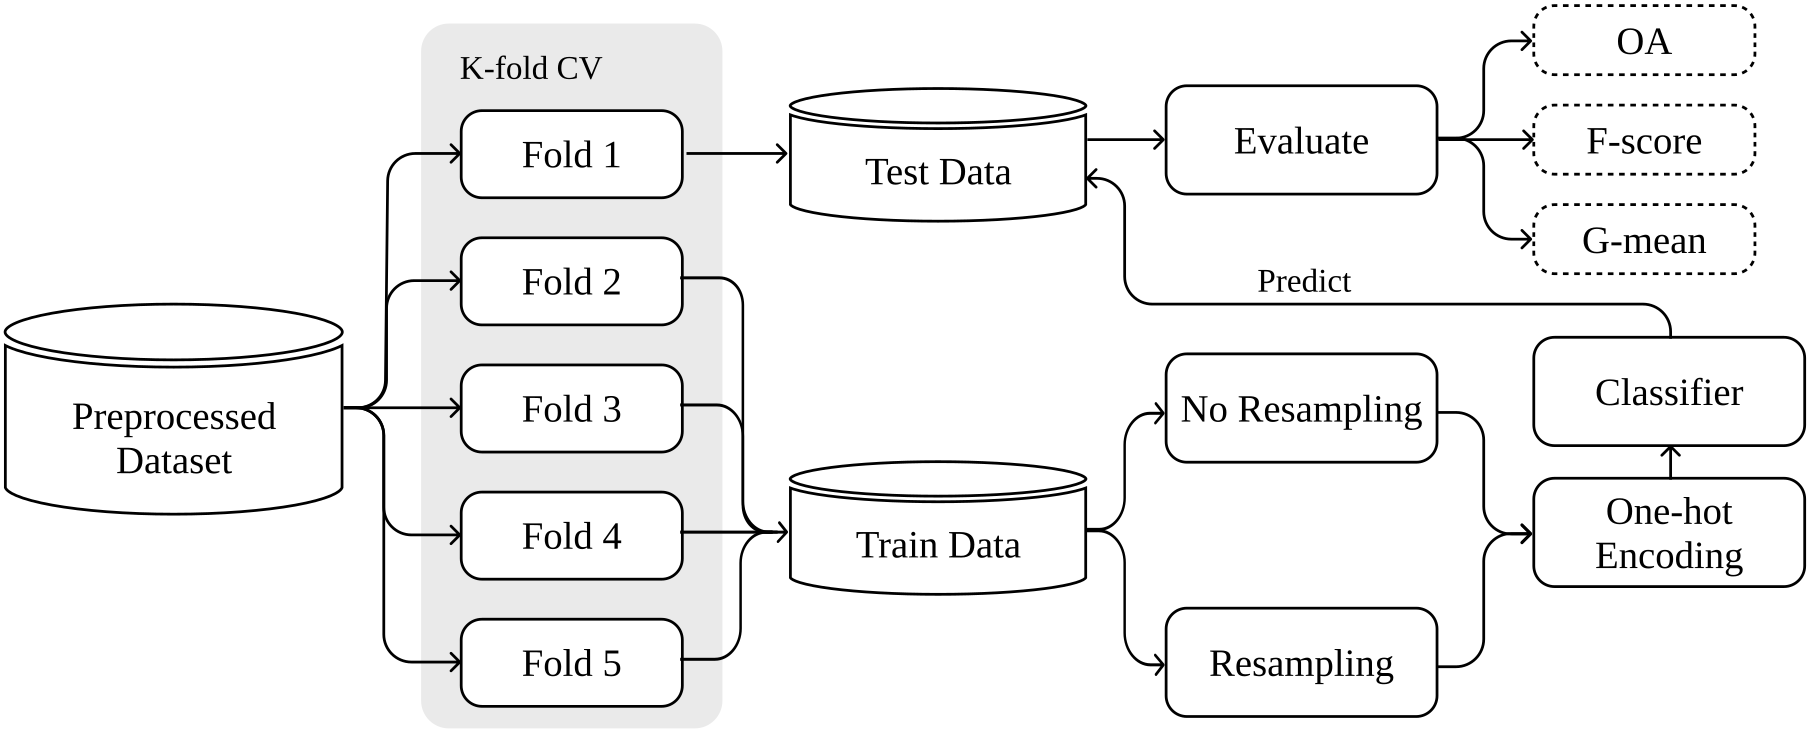 K-fold CV
Fold 1
Fold 2
Fold 3
Fold 4
Fold 5
Preprocessed
Dataset
Test Data
Train Data
Evaluate
OA
F-score
G-mean
Predict
No Resampling
Resampling
Classifier
One-hot
Encoding